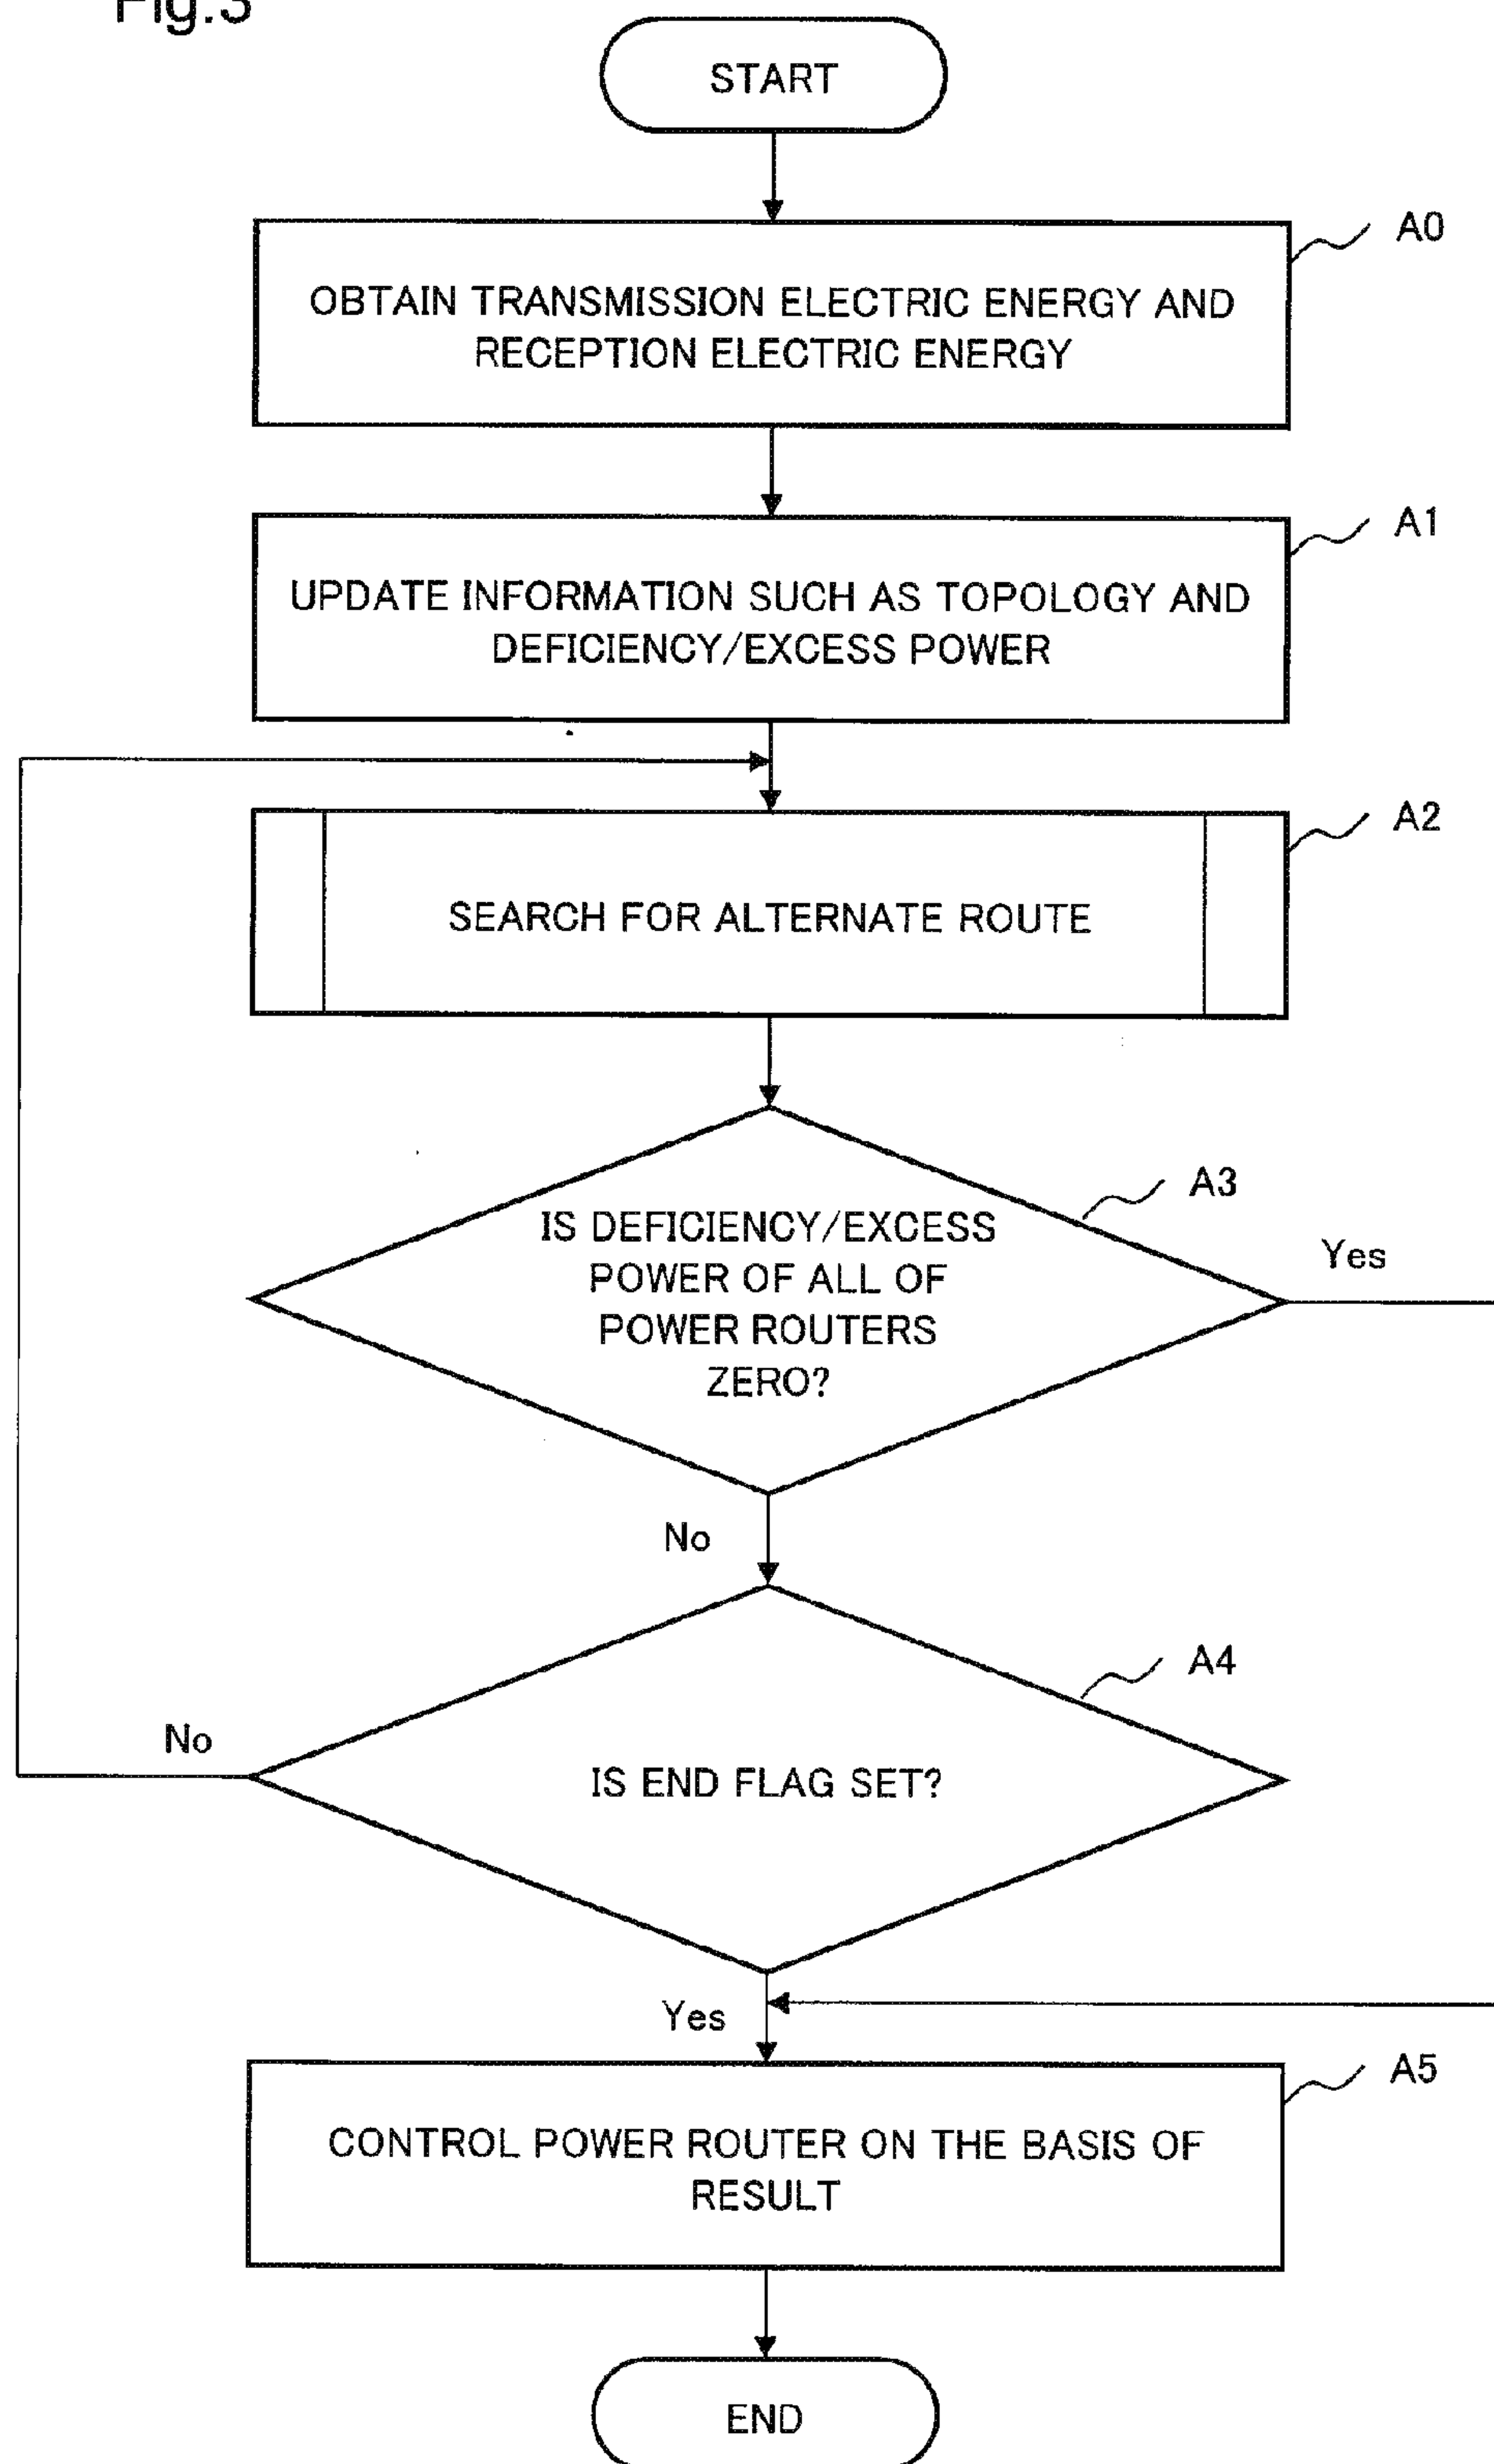 Fig.3
START
A0
OBTAIN TRANSMISSION ELECTRIC ENERGY AND
RECEPTION ELECTRIC ENERGY
A1
UPDATE INFORMATION SUCH AS TOPOLOGY AND
DEFICIENCY/EXCESS POWER
A2
SEARCH FOR ALTERNATE ROUTE
A3
IS DEFICIENCY/EXCESS
POWER OF ALL OF
POWER ROUTERS
ZERO?
Yes
No
A4
IS END FLAG SET?
No
Yes
A5
CONTROL POWER ROUTER ON THE BASIS OF
RESULT
END